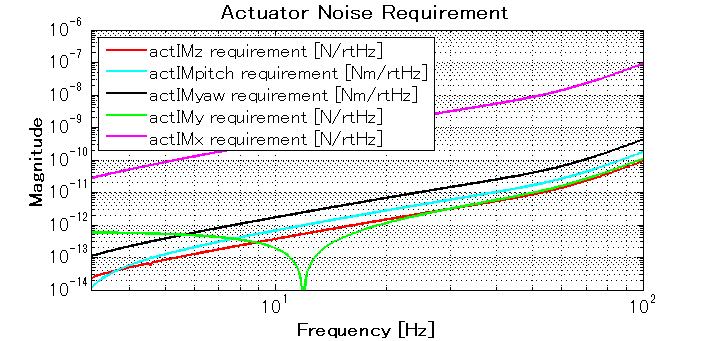 Actuator Noise Requirement
Magnitude
10^-6
10^-7
10^-8
10^-9
10^-10
10^-11
10^-12
10^-13
10^-14
actIMz requirement [N/rtHz]
actIMpitch requirement [Nm/rtHz]
actIMyaw requirement [Nm/rtHz]
actIMy requirement [N/rtHz]
actIMx requirement [N/rtHz]
10^1
10^2
Frequency [Hz]